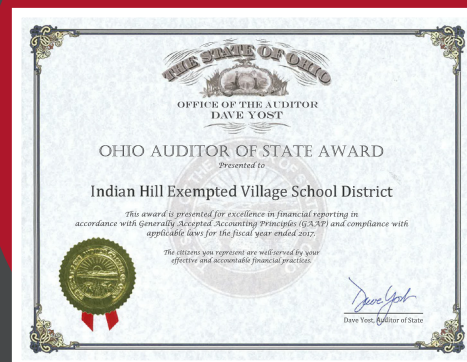 THE STATE OF OHIO
OFFICE OF THE AUDITOR
DAVE YOST
OHIO AUDITOR OF STATE AWARD
Presented to
Indian Hill Exempted Village School District
This award is presented for excellence in financial reporting in
accordance with Generally Accepted Accounting Principles (GAAP) and compliance with
applicable laws for the fiscal year ended 2017.
The citizens you represent are well-served by your
effective and accountable financial practices.
Dave Yost
Dave Yost, Auditor of State